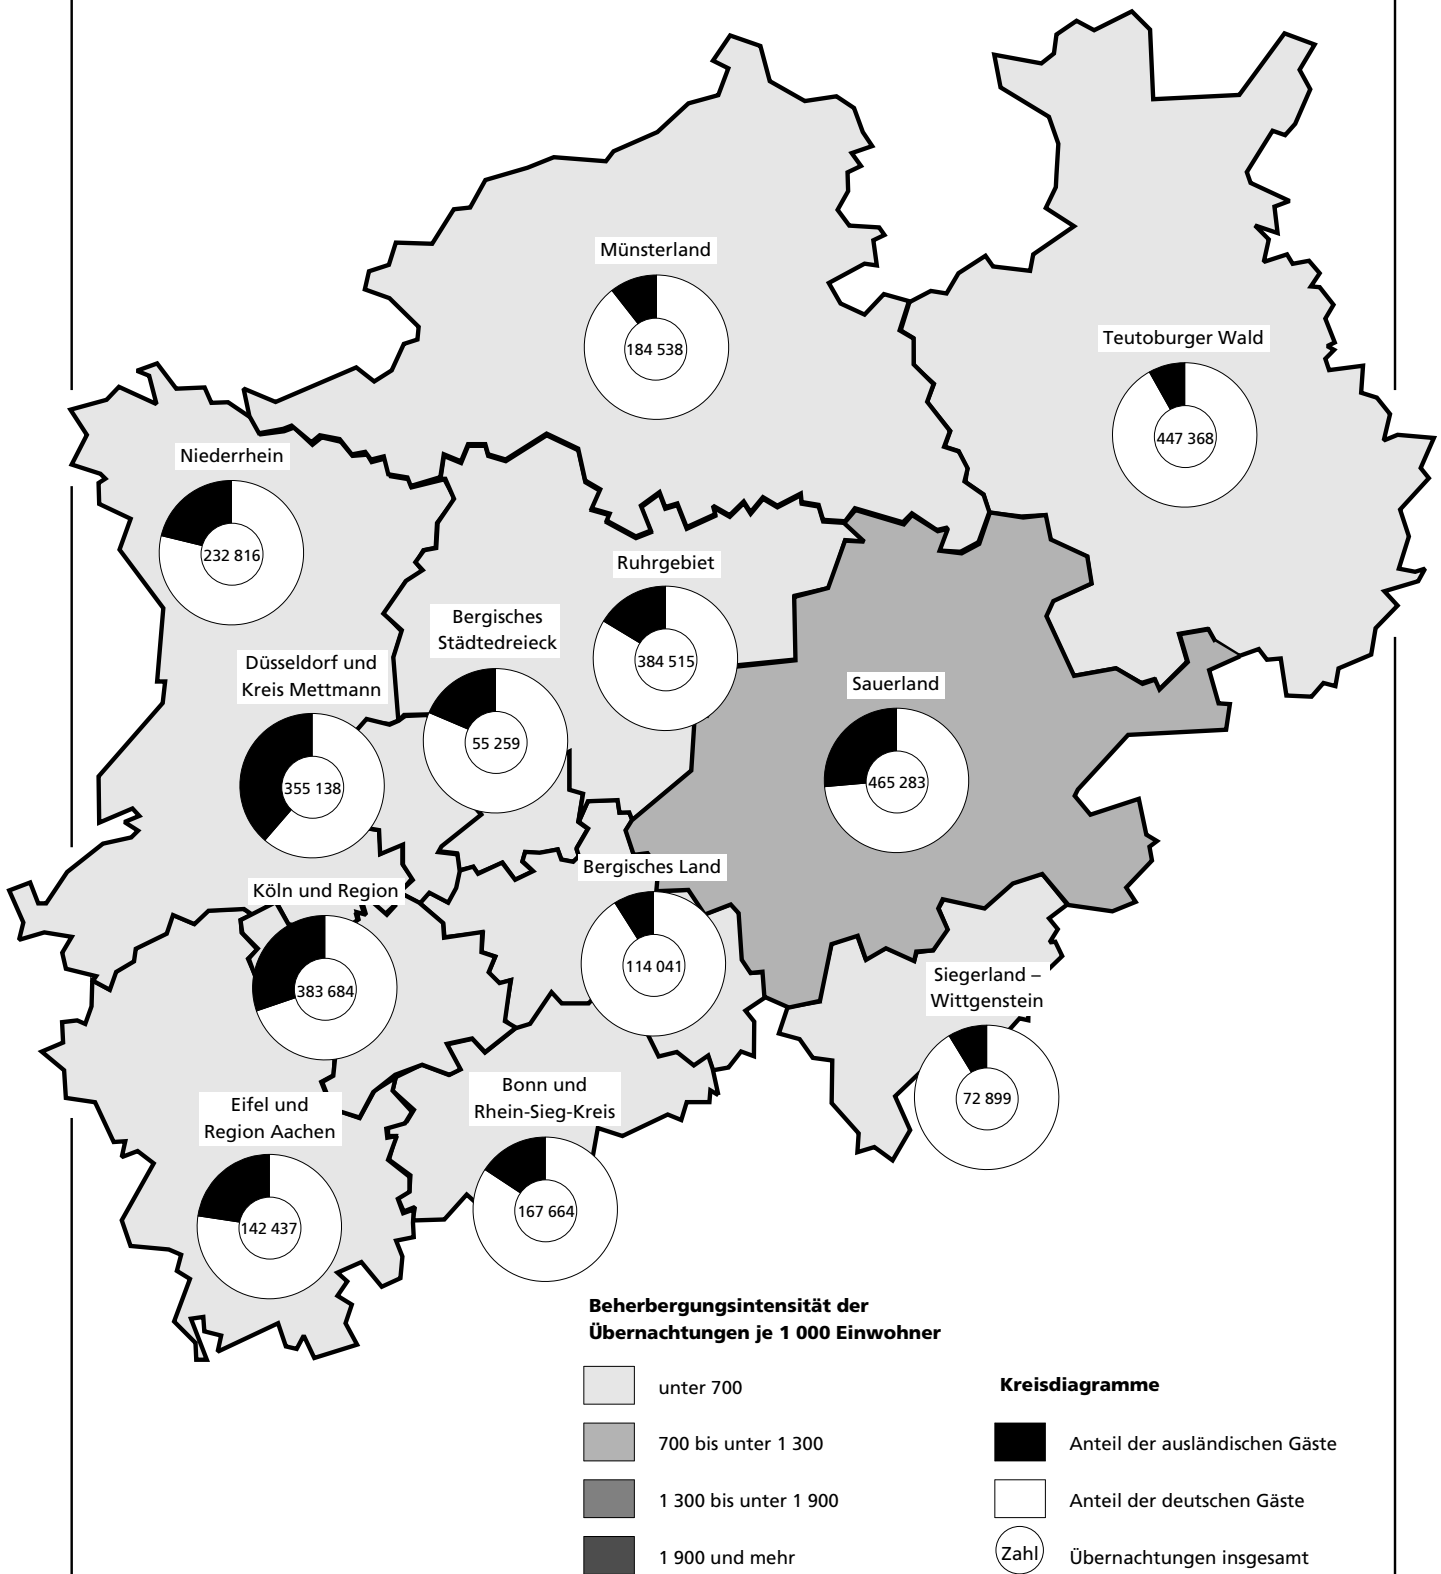 Münsterland
184 538
Teutoburger Wald
447 368
Niederrhein
232 816
Ruhrgebiet
384 515
Bergisches
Städtedreieck
55 259
Düsseldorf und
Kreis Mettmann
355 138
Sauerland
465 283
Bergisches Land
114 041
Köln und Region
383 684
Siegerland –
Wittgenstein
72 899
Bonn und
Rhein-Sieg-Kreis
167 664
Eifel und
Region Aachen
142 437
Beherbergungsintensität der
Übernachtungen je 1 000 Einwohner
unter 700
700 bis unter 1 300
1 300 bis unter 1 900
1 900 und mehr
Kreisdiagramme
Anteil der ausländischen Gäste
Anteil der deutschen Gäste
Zahl
Übernachtungen insgesamt